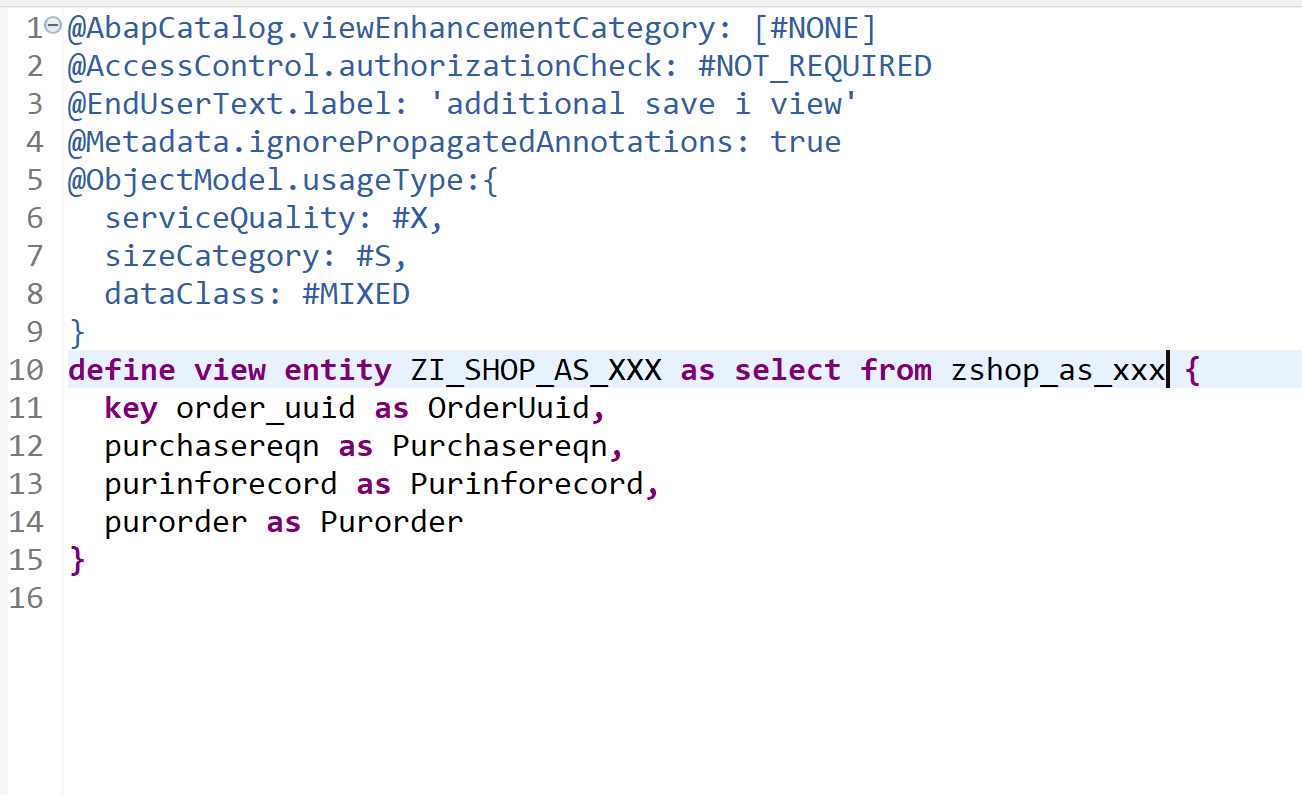 1 @AbapCatalog.viewEnhancementCategory: [#NONE]
2 @AccessControl.authorizationCheck: #NOT_REQUIRED
3 @EndUserText.label: 'additional save i view'
4 @Metadata.ignorePropagatedAnnotations: true
5 @ObjectModel.usageType:{
6   serviceQuality: #X,
7   sizeCategory: #S,
8   dataClass: #MIXED
9 }
10 define view entity ZI_SHOP_AS_XXX as select from zshop_as_xxx {
11   key order_uuid as OrderUuid,
12   purchasereqn as Purchasereqn,
13   purinforecord as Purinforecord,
14   purorder as Purorder
15 }
16